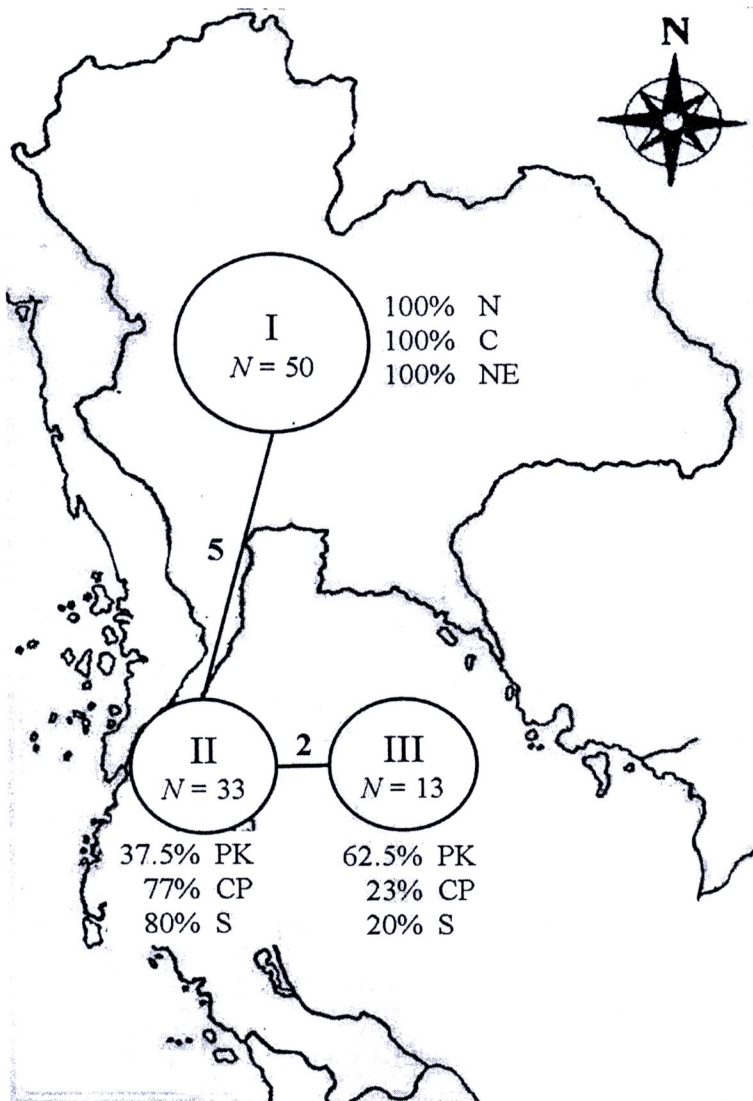 N
I
N = 50
100% N
100% C
100% NE
5
II
N = 33
2
III
N = 13
37.5% PK
77% CP
80% S
62.5% PK
23% CP
20% S